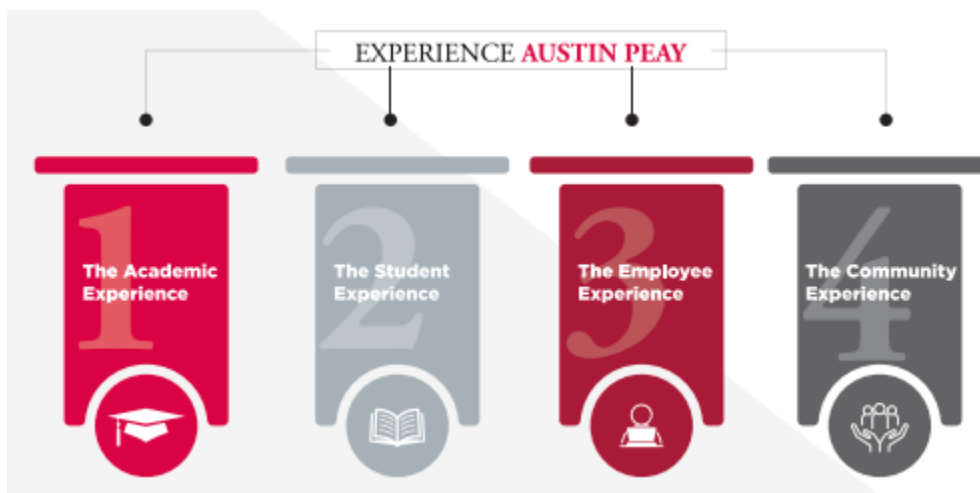 EXPERIENCE AUSTIN PEAY
1
The Academic
Experience
2
The Student
Experience
3
The Employee
Experience
4
The Community
Experience